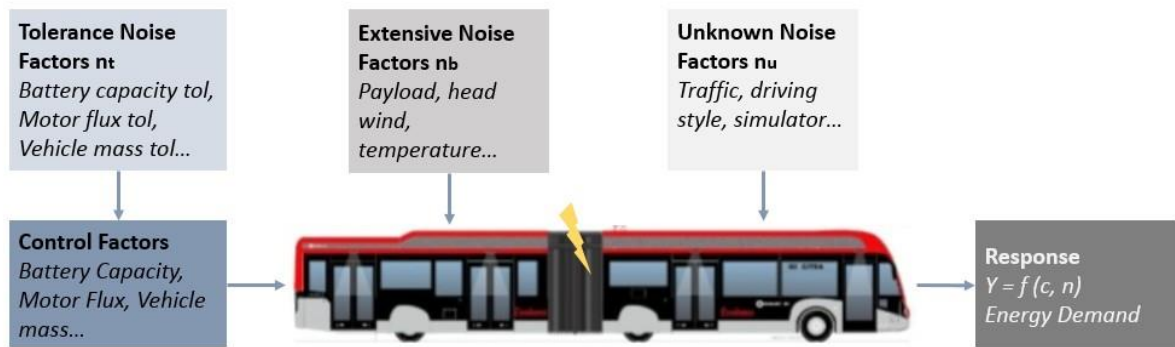 Tolerance Noise
Factors nt
Battery capacity tol,
Motor flux tol,
Vehicle mass tol…
Extensive Noise
Factors nb
Payload, head
wind,
temperature…
Unknown Noise
Factors nu
Traffic, driving
style, simulator…
Control Factors
Battery Capacity,
Motor Flux, Vehicle
mass…
Response
Y = f (c, n)
Energy Demand